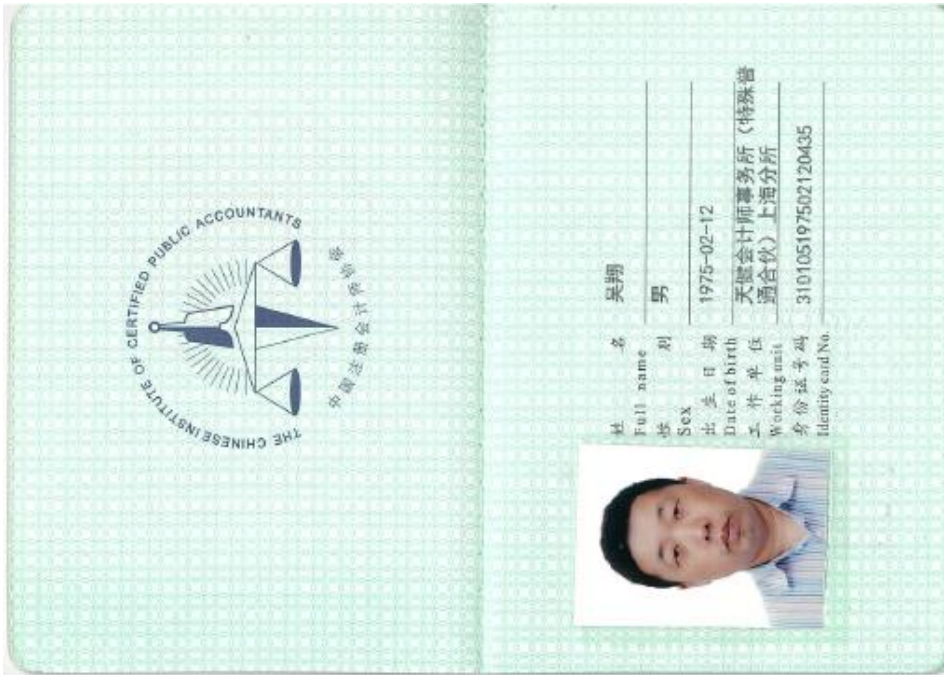 THE CHINESE INSTITUTE OF CERTIFIED PUBLIC ACCOUNTANTS
中国注册会计师协会
姓名 吴翔
Full name
性别 男
Sex
出生日期 1975-02-12
Date of birth
工作单位 天健会计师事务所（特殊普
通合伙）上海分所
Working unit
身份证号码 310105197502120435
Identity card No.